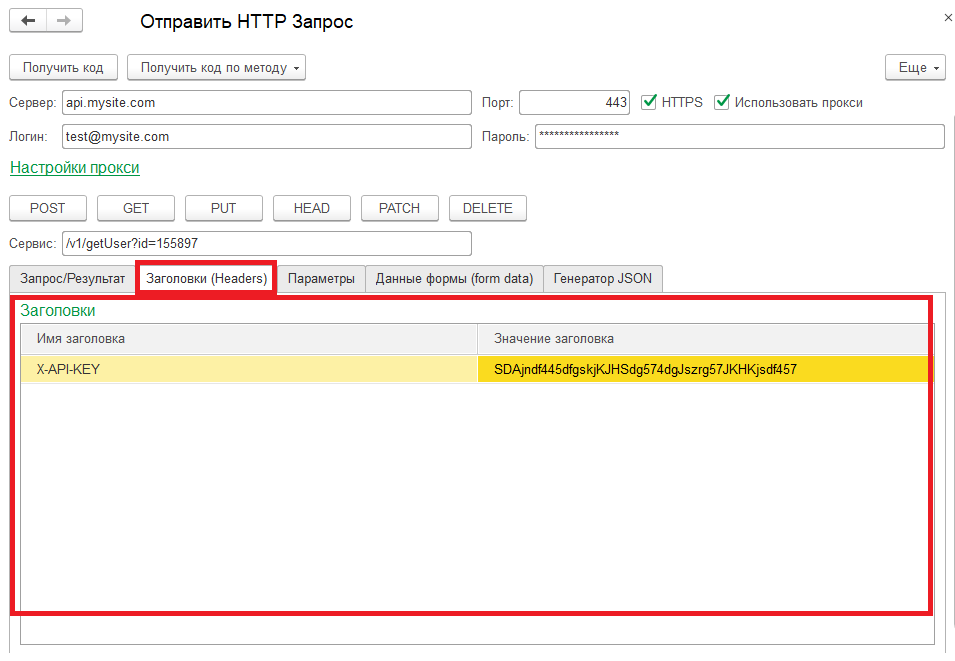 Отправить HTTP Запрос
Получить код Получить код по методу Еще
Сервер: api.mysite.com Порт: 443 HTTPS Использовать прокси
Логин: test@mysite.com Пароль: ****************
Настройки прокси
POST GET PUT HEAD PATCH DELETE
Сервис: /v1/getUser?id=155897
Запрос/Результат Заголовки (Headers) Параметры Данные формы (form data) Генератор JSON
Заголовки
Имя заголовка Значение заголовка
X-API-KEY SDAjndf445dfgskjKJHSdg574dgJszrg57JKHKjsdf457